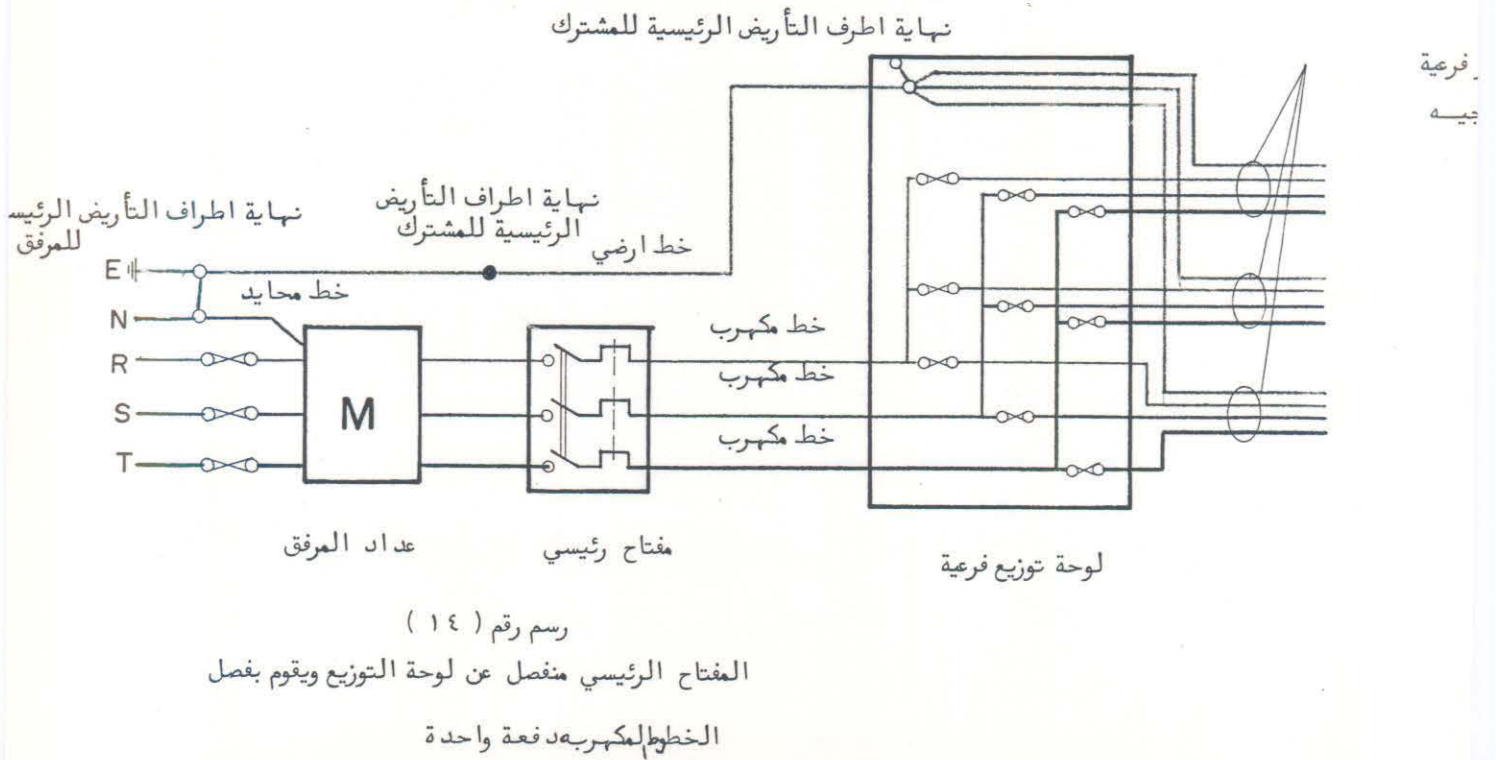 نهاية اطرف التأريض الرئيسية للمشترك
فرعية
نهاية اطراف التأريض الرئيس
للمرفق
نهاية اطراف التأريض
الرئيسية للمشترك
خط ارضي
E
خط محايد
N
R
S
T
M
خط مكهرب
خط مكهرب
خط مكهرب
عداد المرفق
مفتاح رئيسي
لوحة توزيع فرعية
رسم رقم ( ١٤ )
المفتاح الرئيسي منفصل عن لوحة التوزيع ويقوم بفصل
الخطوط المكهربه دفعة واحدة